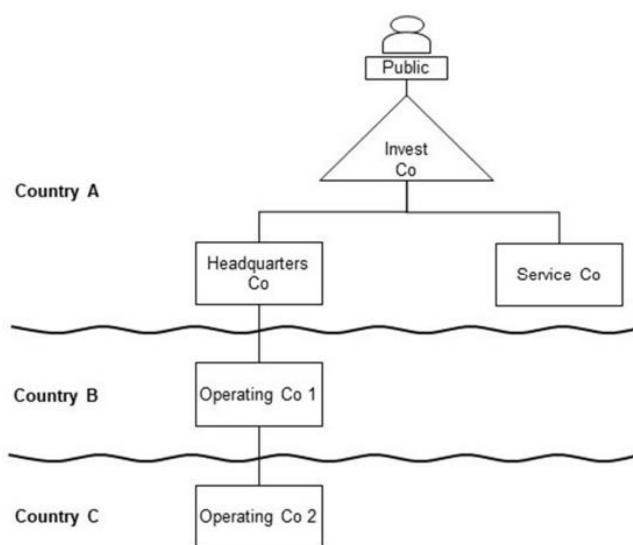 Public
Invest
Co
Country A
Headquarters
Co
Service Co
Country B
Operating Co 1
Country C
Operating Co 2